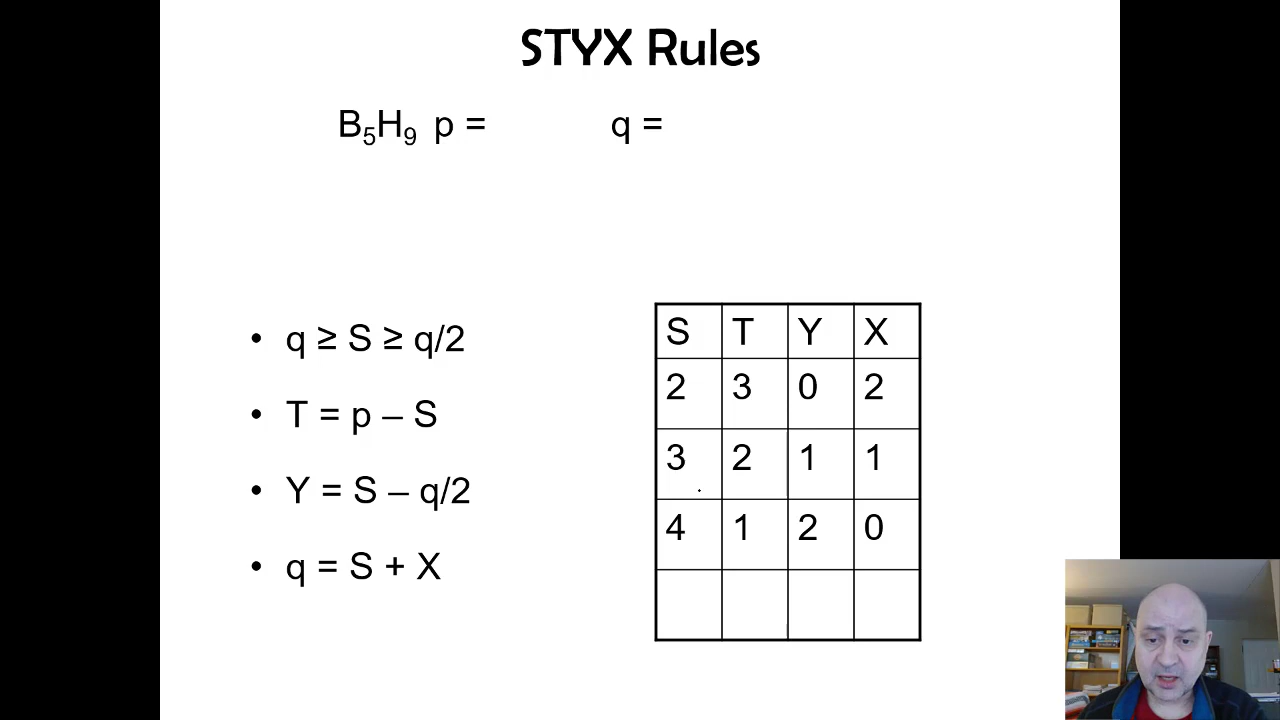 STYX Rules
B₅H₉ p = q =
• q ≥ S ≥ q/2
• T = p – S
• Y = S – q/2
• q = S + X
S T Y X
2 3 0 2
3 2 1 1
4 1 2 0